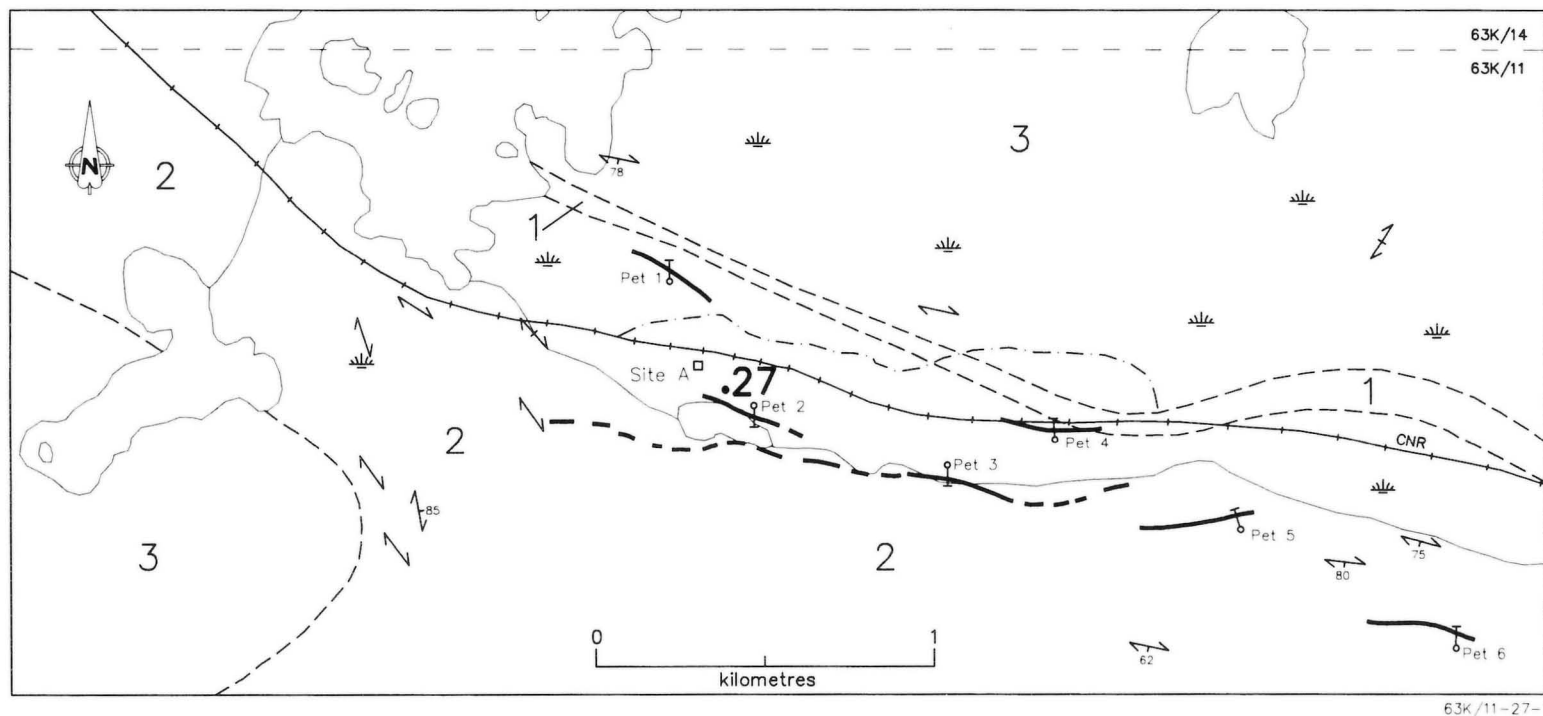 63K/14
63K/11
N
2
3
78
1
Pet 1
Site A
.27
Pet 2
1
CNR
Pet 4
2
Pet 3
85
Pet 5
75
80
3
2
0 1
kilometres
62
Pet 6
63K/11-27-